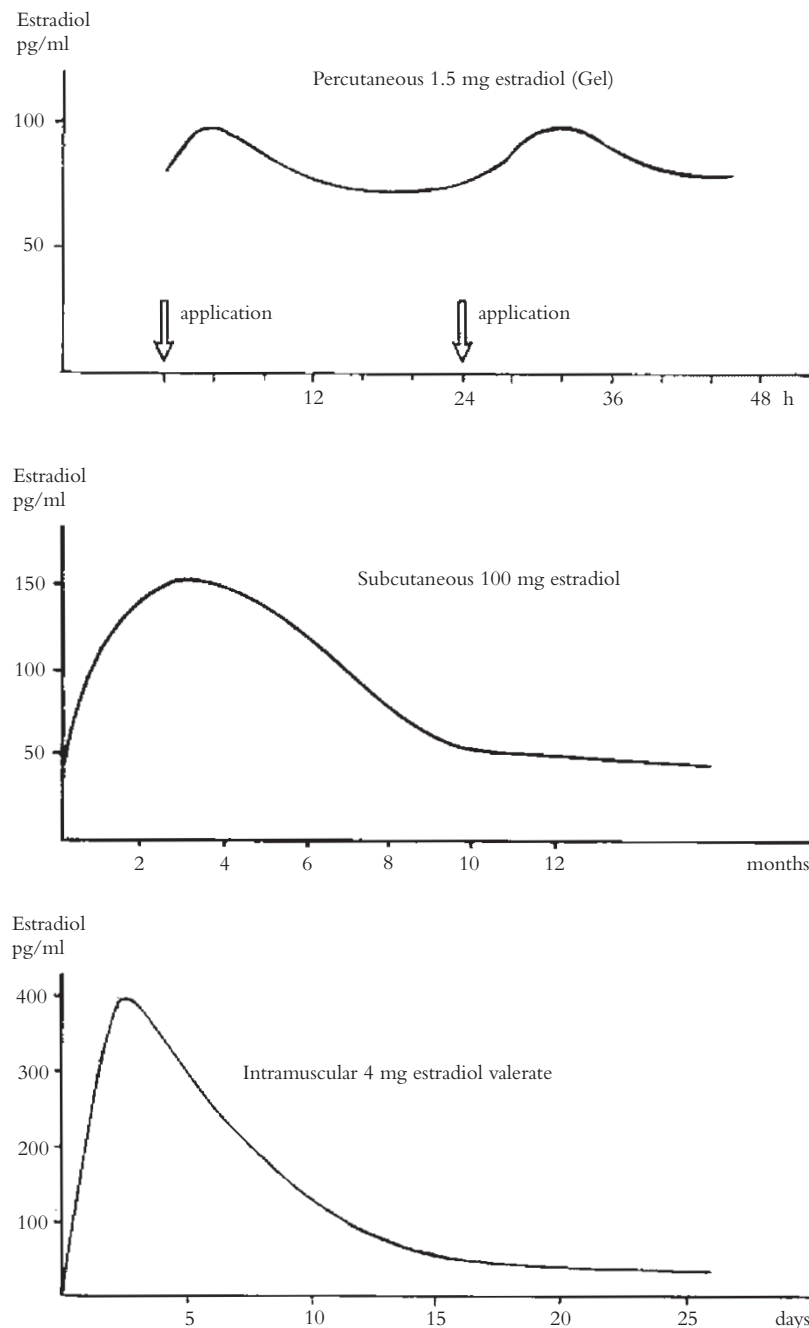 Estradiol
pg/ml
Percutaneous 1.5 mg estradiol (Gel)
100
50
application application
12 24 36 48 h
Estradiol
pg/ml
150
Subcutaneous 100 mg estradiol
100
50
2 4 6 8 10 12 months
Estradiol
pg/ml
400
300
Intramuscular 4 mg estradiol valerate
200
100
5 10 15 20 25 days